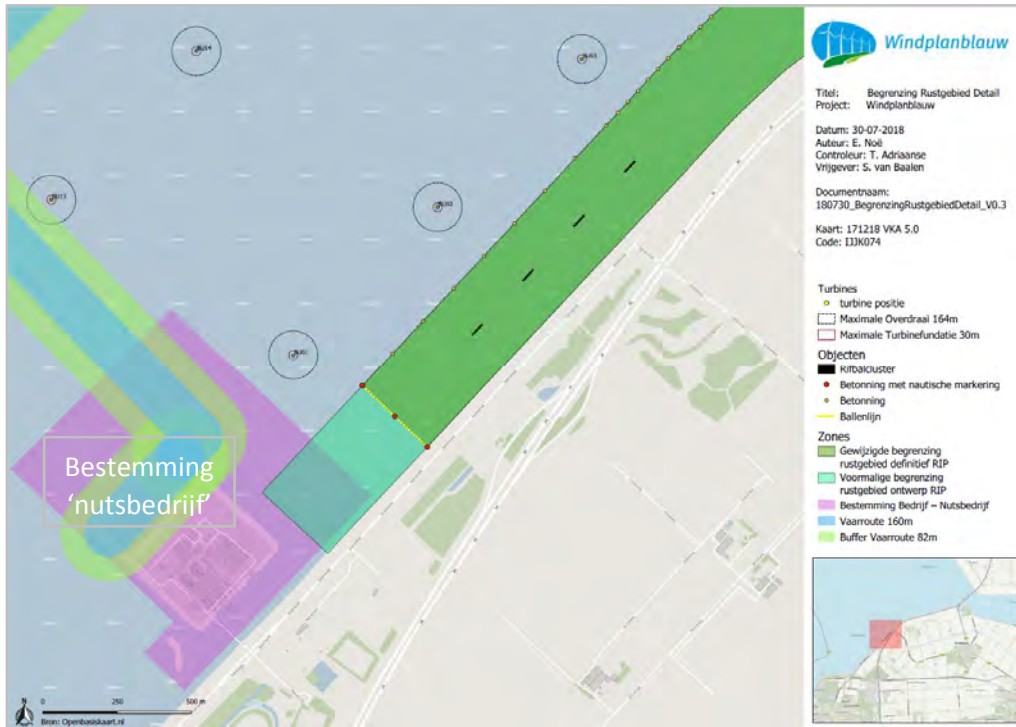 Windplanblauw
Titel: Begrenzing Rustgebied Detail
Project: Windplanblauw
Datum: 30-07-2018
Auteur: E. Noë
Controleur: T. Adriaanse
Vrijgever: S. van Baalen
Documentnaam:
180730_BegrenzingRustgebiedDetail_V0.3
Kaart: 171218 VKA 5.0
Code: IJJK074
Turbines
turbine positie
Maximale Overdraai 164m
Maximale Turbinefundatie 30m
Objecten
Rifbalcluster
Betonning met nautische markering
Betonning
Ballenlijn
Zones
Gewijzigde begrenzing
rustgebied definitief RIP
Voormalige begrenzing
rustgebied ontwerp RIP
Bestemming Bedrijf – Nutsbedrijf
Vaarroute 160m
Buffer Vaarroute 82m
Bestemming
‘nutsbedrijf’
N
0 250 500 m
Bron: Openbasiskaart.nl